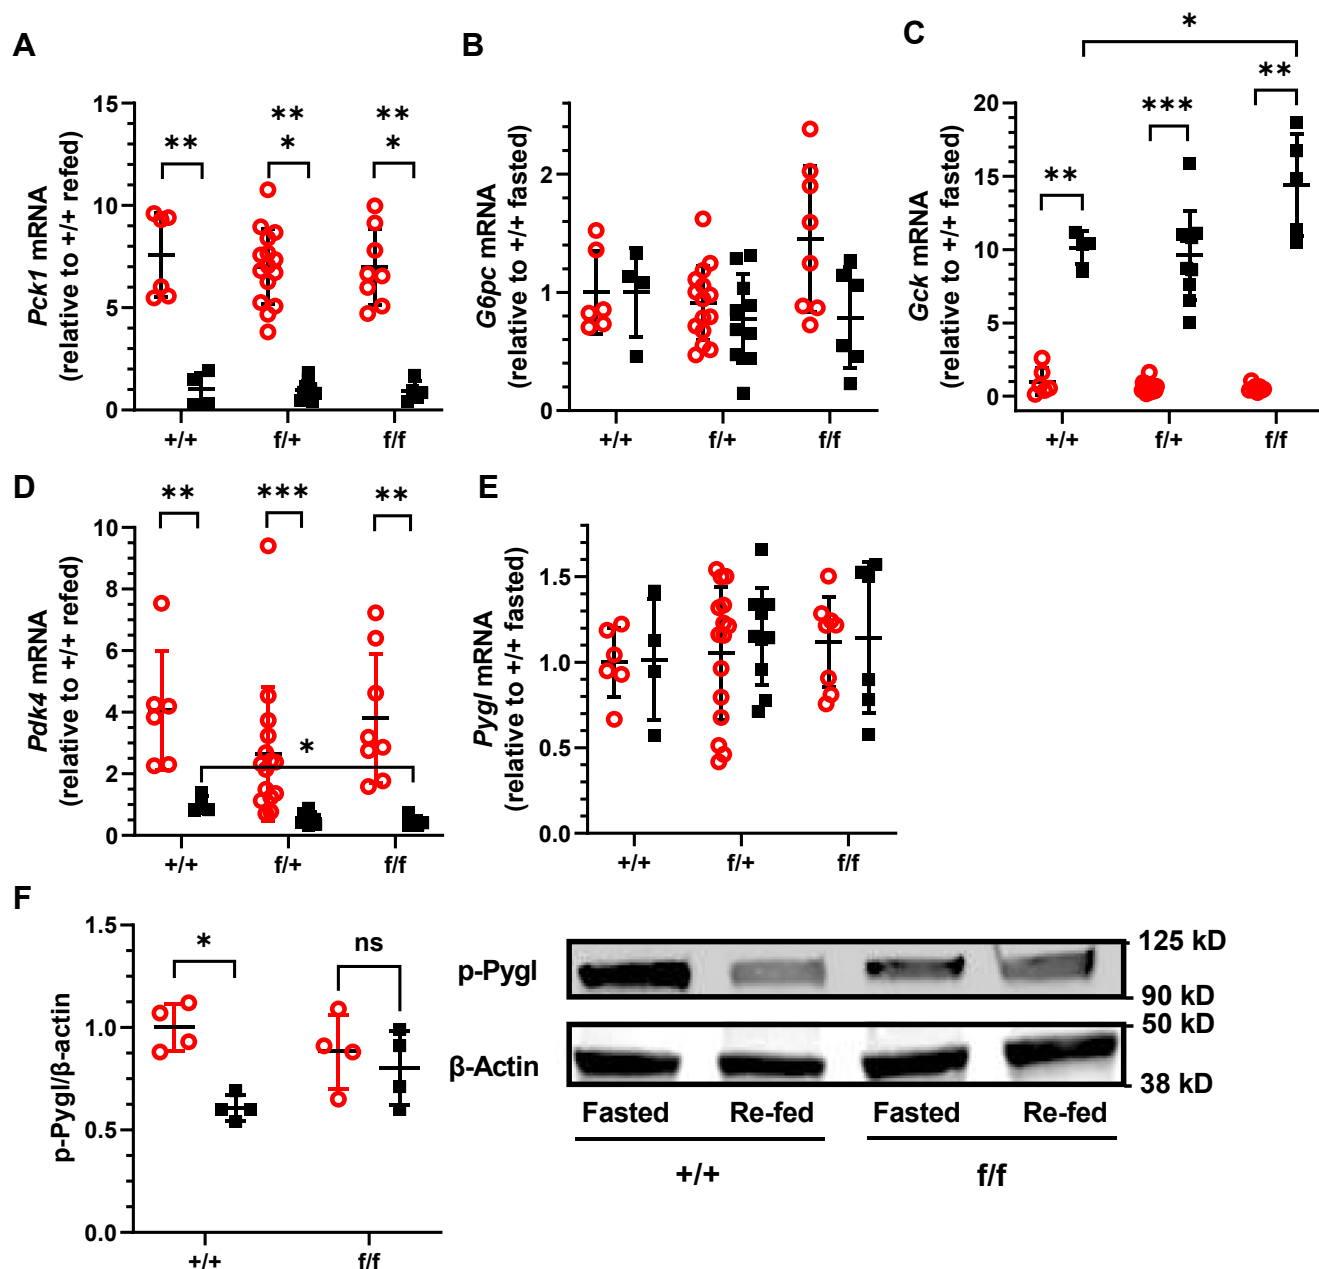 A
Pck1 mRNA
(relative to +/+ refed)
15
10
5
0
**
**
*
**
*
+/+
f/+
f/f
B
G6pc mRNA
(relative to +/+ fasted)
2
1
0
+/+
f/+
f/f
C
Gck mRNA
(relative to +/+ fasted)
20
15
10
5
0
*
**
***
**
+/+
f/+
f/f
D
Pdk4 mRNA
(relative to +/+ refed)
10
8
6
4
2
0
**
***
**
*
+/+
f/+
f/f
E
Pygl mRNA
(relative to +/+ fasted)
1.5
1.0
0.5
0.0
+/+
f/+
f/f
F
p-Pygl/β-actin
1.5
1.0
0.5
0.0
*
ns
+/+
f/f
p-Pygl
125 kD
90 kD
β-Actin
50 kD
38 kD
Fasted
Re-fed
Fasted
Re-fed
+/+
f/f